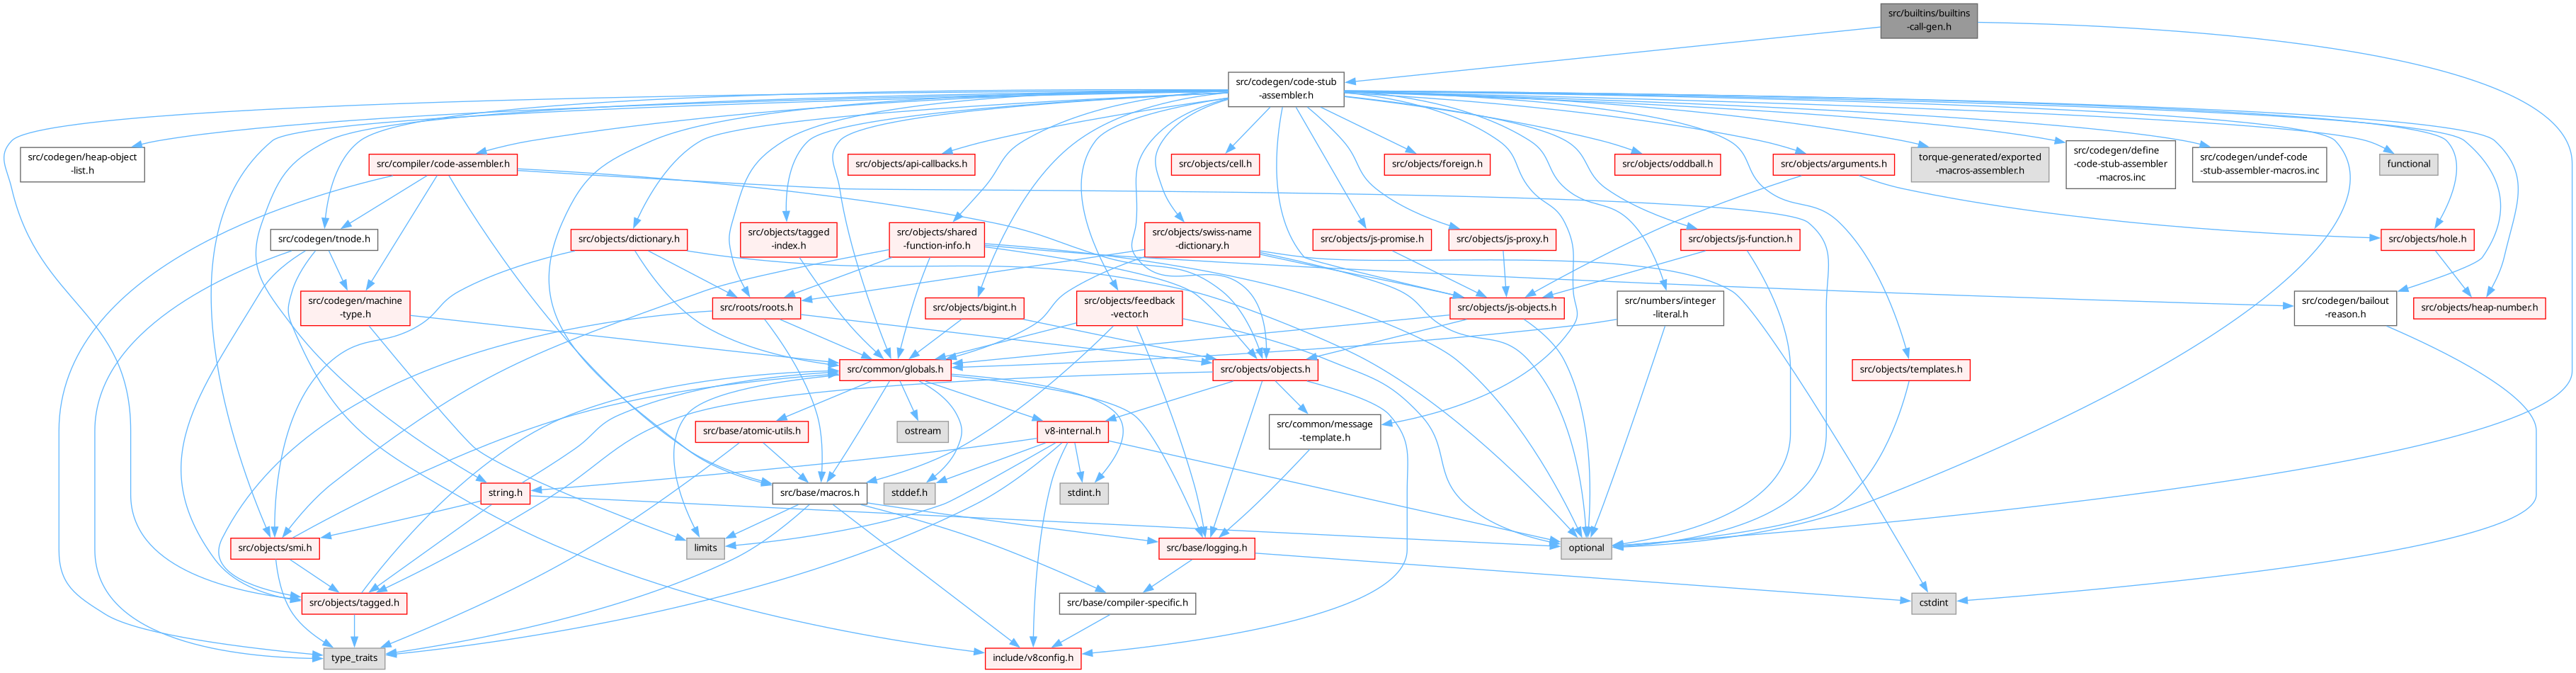 src/builtins/builtins
-call-gen.h
src/codegen/code-stub
-assembler.h
src/codegen/heap-object
-list.h
src/compiler/code-assembler.h
src/objects/api-callbacks.h
src/objects/cell.h
src/objects/foreign.h
src/objects/oddball.h
src/objects/arguments.h
torque-generated/exported
-macros-assembler.h
src/codegen/define
-code-stub-assembler
-macros.inc
src/codegen/undef-code
-stub-assembler-macros.inc
functional
src/codegen/tnode.h
src/objects/dictionary.h
src/objects/tagged
-index.h
src/objects/shared
-function-info.h
src/objects/swiss-name
-dictionary.h
src/objects/js-promise.h
src/objects/js-proxy.h
src/objects/js-function.h
src/objects/hole.h
src/codegen/machine
-type.h
src/roots/roots.h
src/objects/bigint.h
src/objects/feedback
-vector.h
src/objects/js-objects.h
src/numbers/integer
-literal.h
src/codegen/bailout
-reason.h
src/objects/heap-number.h
src/common/globals.h
src/objects/objects.h
src/objects/templates.h
src/base/atomic-utils.h
ostream
v8-internal.h
src/common/message
-template.h
string.h
src/base/macros.h
stddef.h
stdint.h
src/objects/smi.h
limits
src/base/logging.h
optional
src/objects/tagged.h
src/base/compiler-specific.h
cstdint
type_traits
include/v8config.h